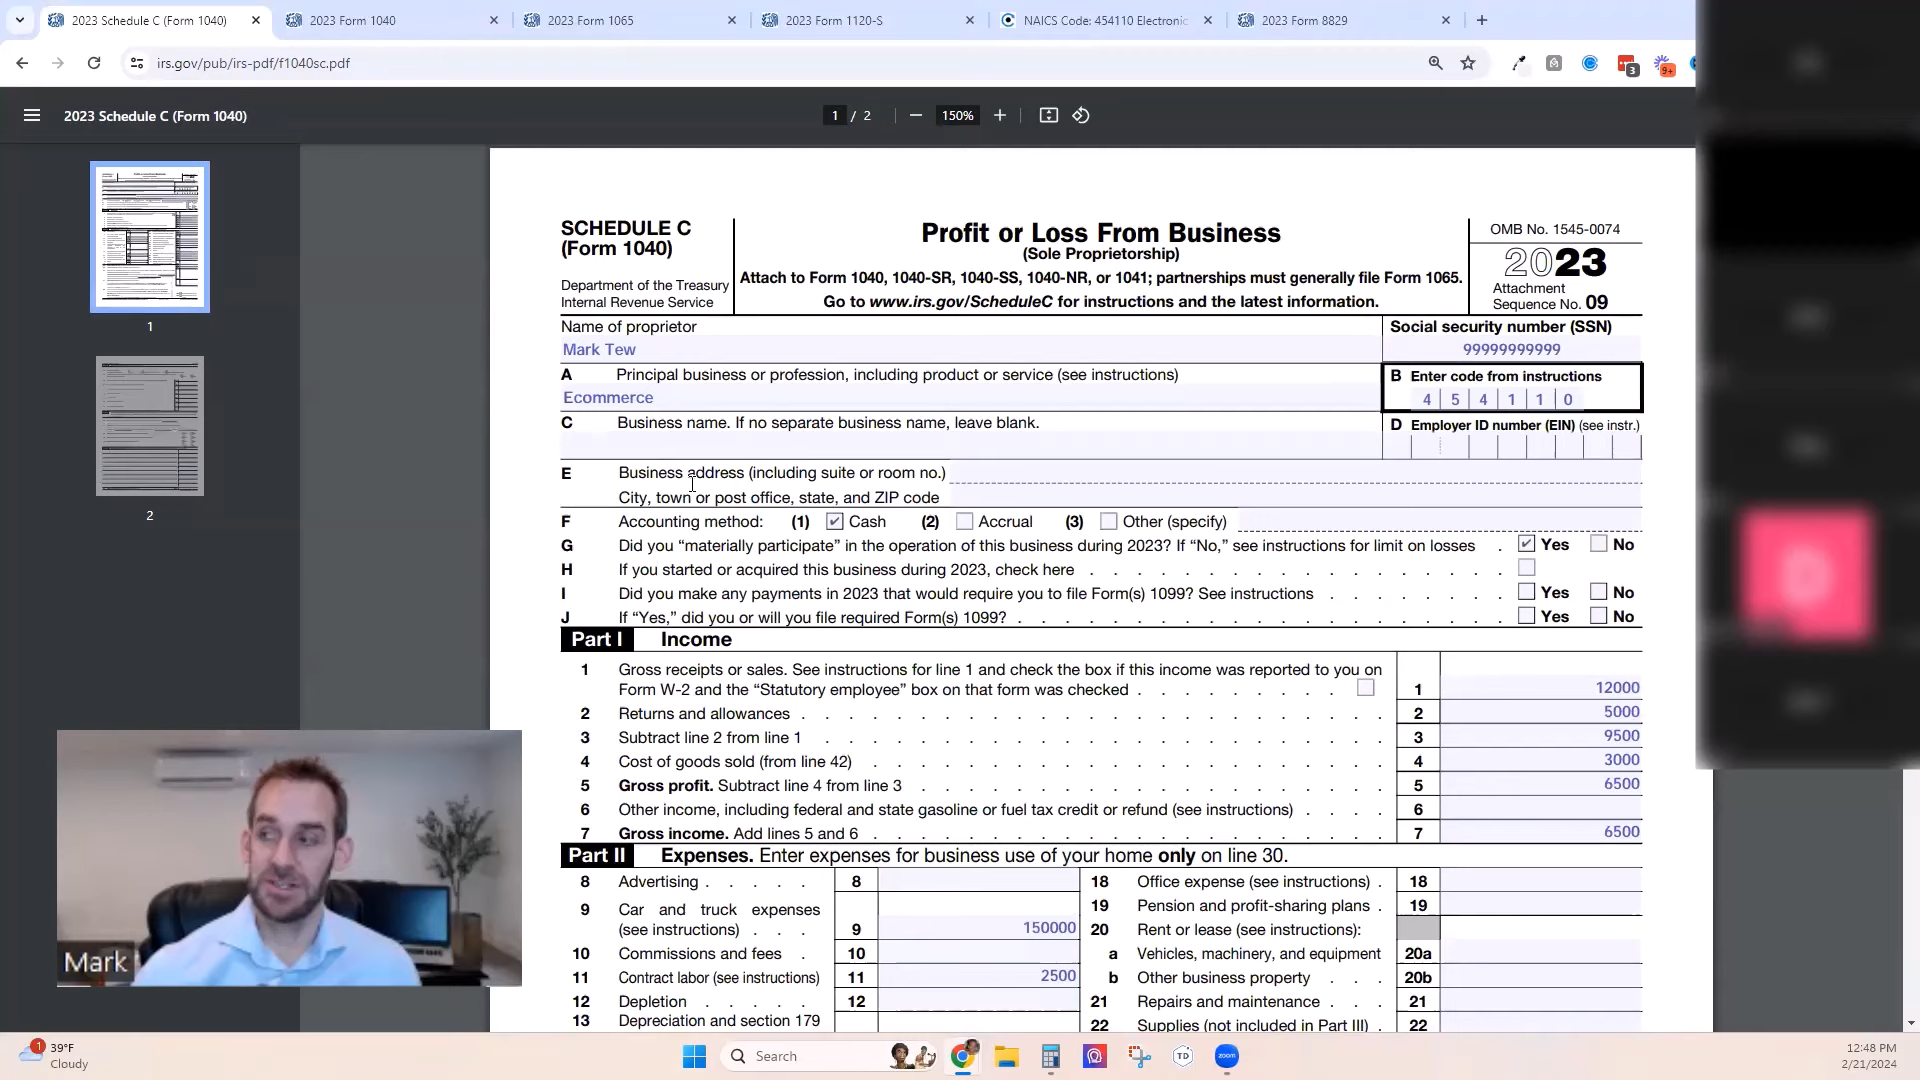 2023 Schedule C (Form 1040)
2023 Form 1040
2023 Form 1065
2023 Form 1120-S
NAICS Code: 454110 Electronic
2023 Form 8829
irs.gov/pub/irs-pdf/f1040sc.pdf
3
9+
2023 Schedule C (Form 1040)
1 / 2
150%
1
2
SCHEDULE C
(Form 1040)
Department of the Treasury
Internal Revenue Service
Profit or Loss From Business
(Sole Proprietorship)
Attach to Form 1040, 1040-SR, 1040-SS, 1040-NR, or 1041; partnerships must generally file Form 1065.
Go to www.irs.gov/ScheduleC for instructions and the latest information.
OMB No. 1545-0074
2023
Attachment
Sequence No. 09
Name of proprietor
Mark Tew
Social security number (SSN)
99999999999
A Principal business or profession, including product or service (see instructions)
Ecommerce
B Enter code from instructions
4 5 4 1 1 0
C Business name. If no separate business name, leave blank.
D Employer ID number (EIN) (see instr.)
E Business address (including suite or room no.)
City, town or post office, state, and ZIP code
F Accounting method: (1) Cash (2) Accrual (3) Other (specify)
G Did you “materially participate” in the operation of this business during 2023? If “No,” see instructions for limit on losses . Yes No
H If you started or acquired this business during 2023, check here . . . . . . . . . . . . . . . . .
I Did you make any payments in 2023 that would require you to file Form(s) 1099? See instructions . . . . . . . . Yes No
J If “Yes,” did you or will you file required Form(s) 1099? . . . . . . . . . . . . . . . . . . . Yes No
Part I Income
1 Gross receipts or sales. See instructions for line 1 and check the box if this income was reported to you on
Form W-2 and the “Statutory employee” box on that form was checked . . . . . . . . . 1 12000
2 Returns and allowances . . . . . . . . . . . . . . . . . . . . . . . . 2 5000
3 Subtract line 2 from line 1 . . . . . . . . . . . . . . . . . . . . . . . 3 9500
4 Cost of goods sold (from line 42) . . . . . . . . . . . . . . . . . . . . . . 4 3000
5 Gross profit. Subtract line 4 from line 3 . . . . . . . . . . . . . . . . . . . . 5 6500
6 Other income, including federal and state gasoline or fuel tax credit or refund (see instructions) . . . . 6
7 Gross income. Add lines 5 and 6 . . . . . . . . . . . . . . . . . . . . . 7 6500
Part II Expenses. Enter expenses for business use of your home only on line 30.
8 Advertising . . . . . 8
18 Office expense (see instructions) . 18
9 Car and truck expenses
(see instructions) . . . 9 150000
19 Pension and profit-sharing plans . 19
20 Rent or lease (see instructions):
10 Commissions and fees . 10
a Vehicles, machinery, and equipment 20a
11 Contract labor (see instructions) 11 2500
b Other business property . . . 20b
12 Depletion . . . . . 12
21 Repairs and maintenance . . . 21
13 Depreciation and section 179
22 Supplies (not included in Part III) . 22
Mark
1
39°F
Cloudy
Search
TD
zoom
12:48 PM
2/21/2024